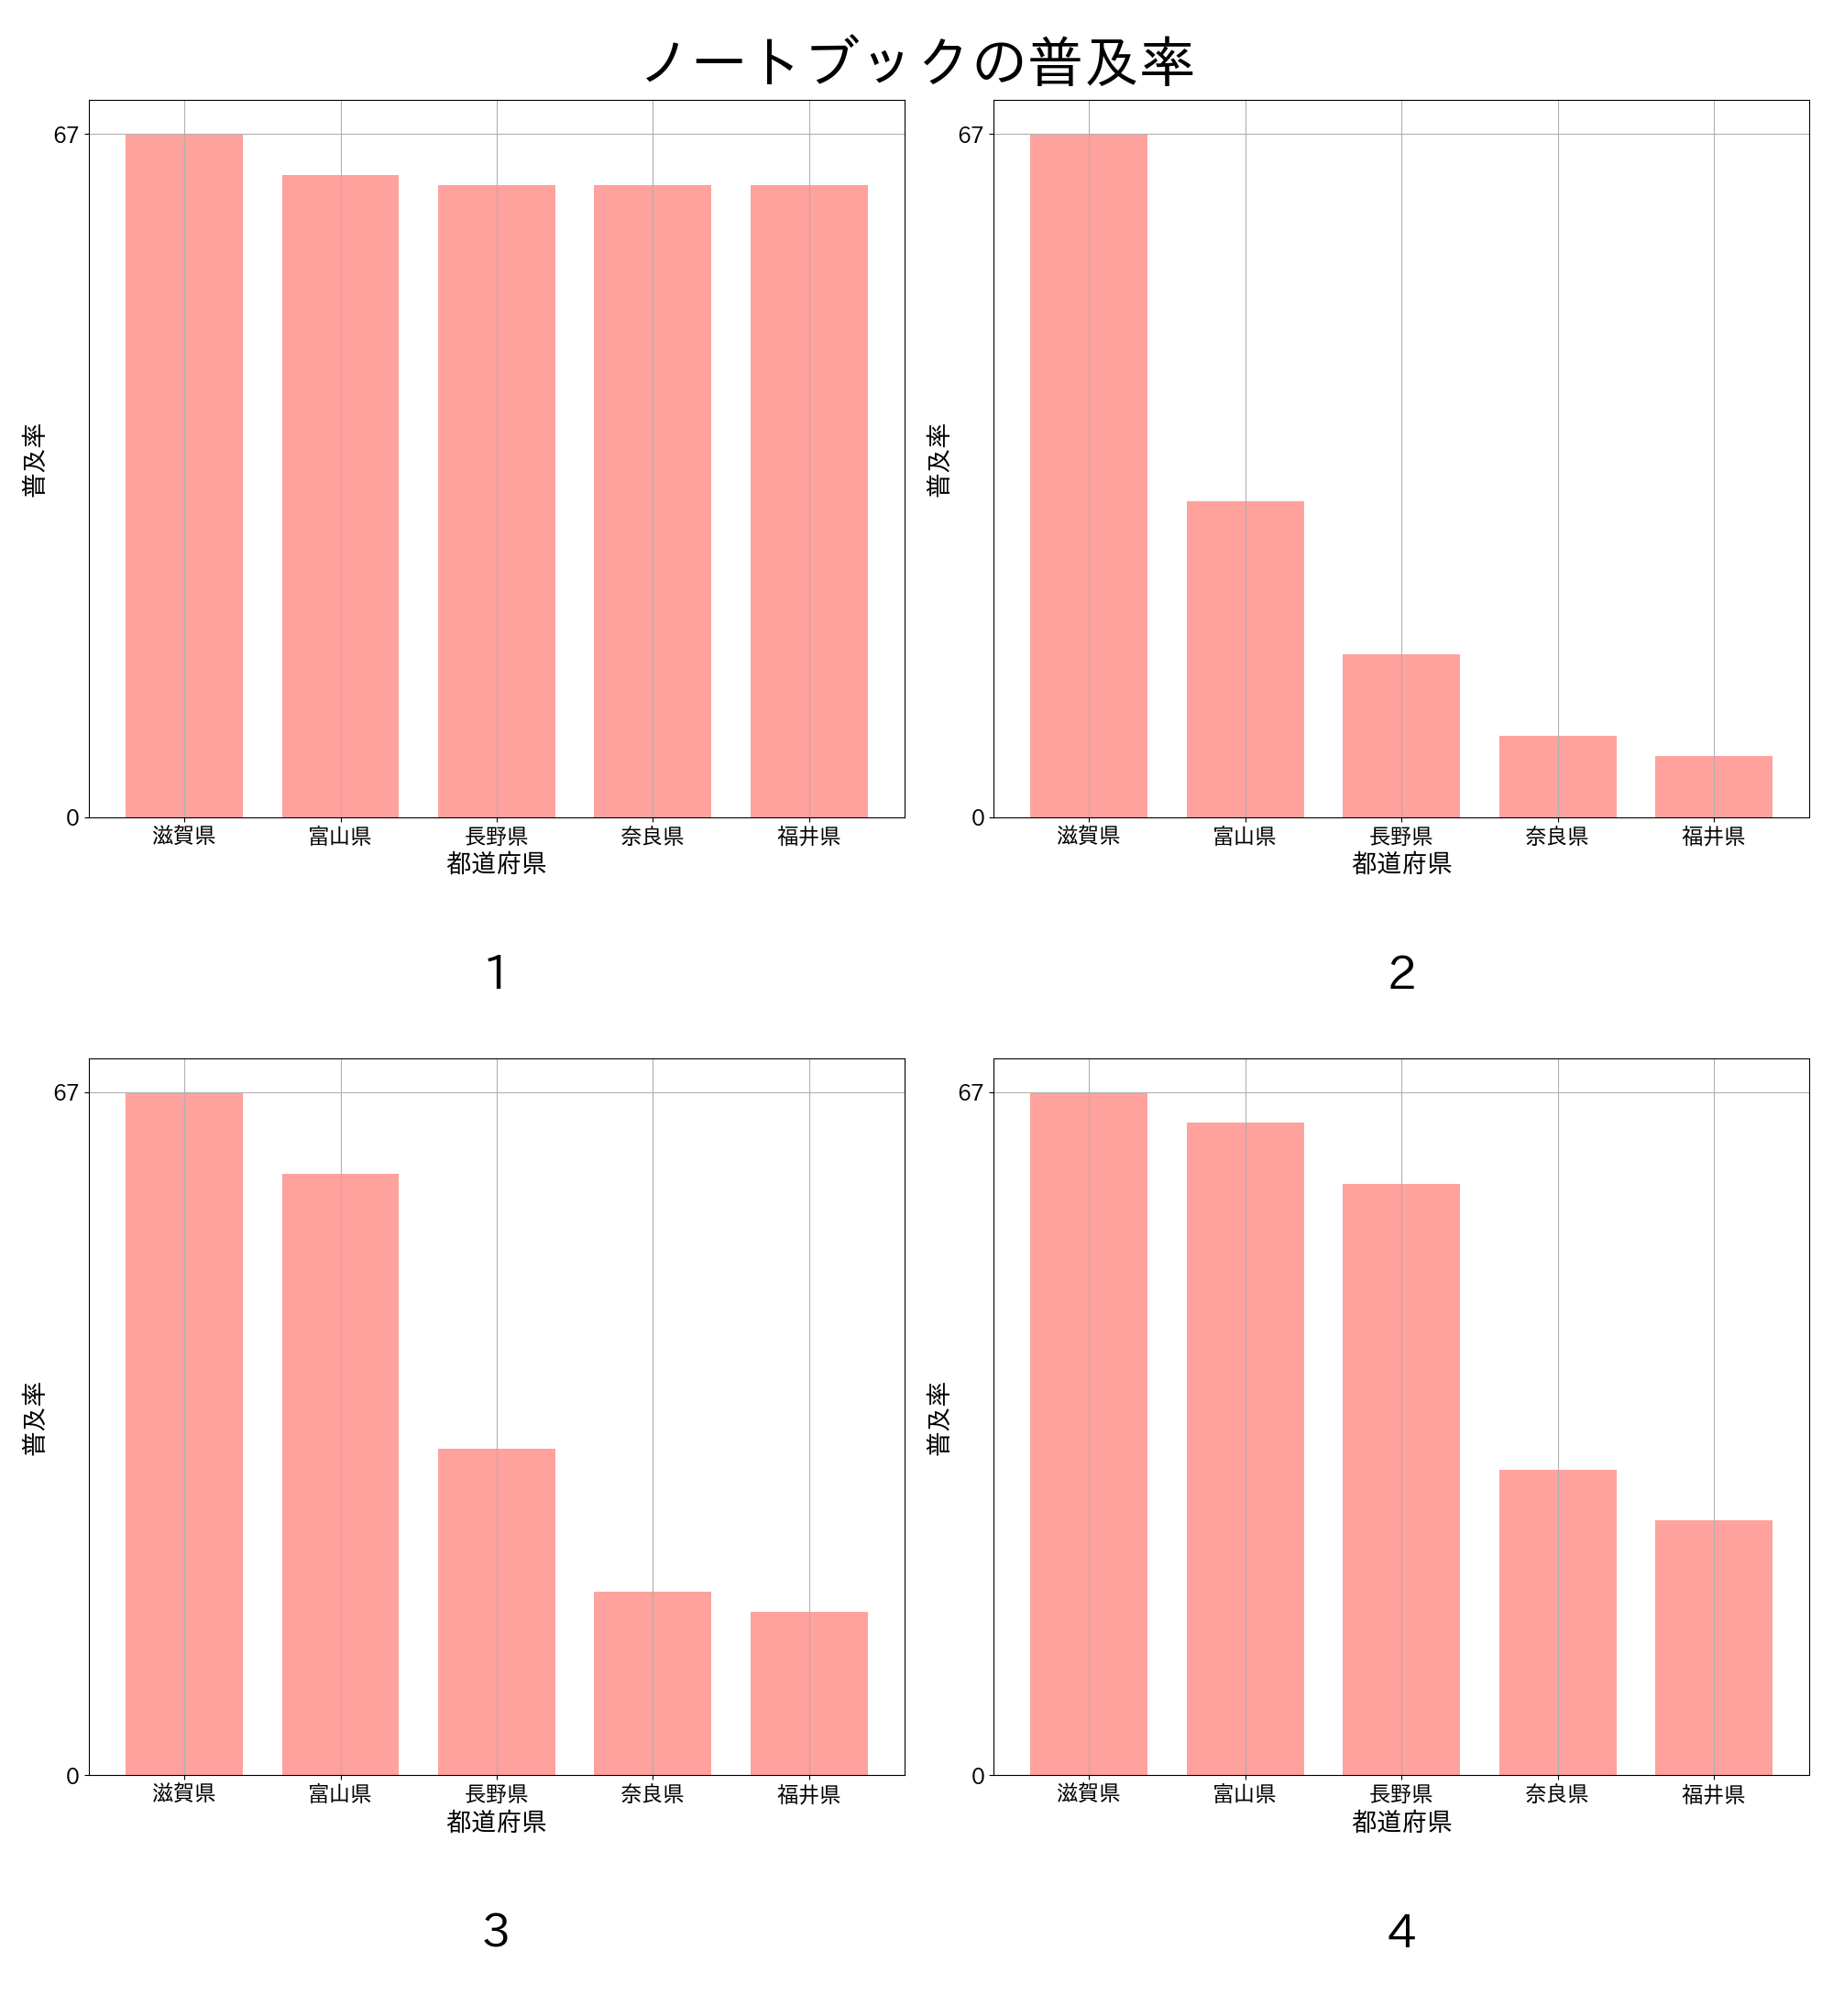 ノートブックの普及率
67
0
普及率
滋賀県 富山県 長野県 奈良県 福井県
都道府県
1
67
0
普及率
滋賀県 富山県 長野県 奈良県 福井県
都道府県
2
67
0
普及率
滋賀県 富山県 長野県 奈良県 福井県
都道府県
3
67
0
普及率
滋賀県 富山県 長野県 奈良県 福井県
都道府県
4